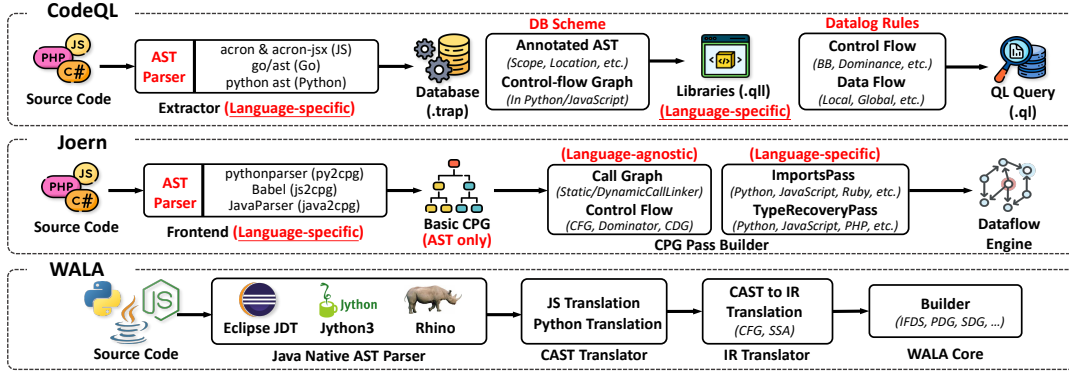 CodeQL
JS
PHP
C#
Source Code
AST
Parser
acron & acron-jsx (JS)
go/ast (Go)
python ast (Python)
Extractor (Language-specific)
Database
(.trap)
DB Scheme
Annotated AST
(Scope, Location, etc.)
Control-flow Graph
(In Python/JavaScript)
</>
Libraries (.qll)
(Language-specific)
Datalog Rules
Control Flow
(BB, Dominance, etc.)
Data Flow
(Local, Global, etc.)
QL Query
(.ql)
Joern
JS
PHP
C#
Source Code
AST
Parser
pythonparser (py2cpg)
Babel (js2cpg)
JavaParser (java2cpg)
Frontend (Language-specific)
Basic CPG
(AST only)
(Language-agnostic)
Call Graph
(Static/DynamicCallLinker)
Control Flow
(CFG, Dominator, CDG)
(Language-specific)
ImportsPass
(Python, JavaScript, Ruby, etc.)
TypeRecoveryPass
(Python, JavaScript, PHP, etc.)
CPG Pass Builder
Dataflow
Engine
WALA
JS
Java
Source Code
Eclipse JDT
Jython
Jython3
Rhino
Java Native AST Parser
JS Translation
Python Translation
CAST Translator
CAST to IR
Translation
(CFG, SSA)
IR Translator
Builder
(IFDS, PDG, SDG, ...)
WALA Core